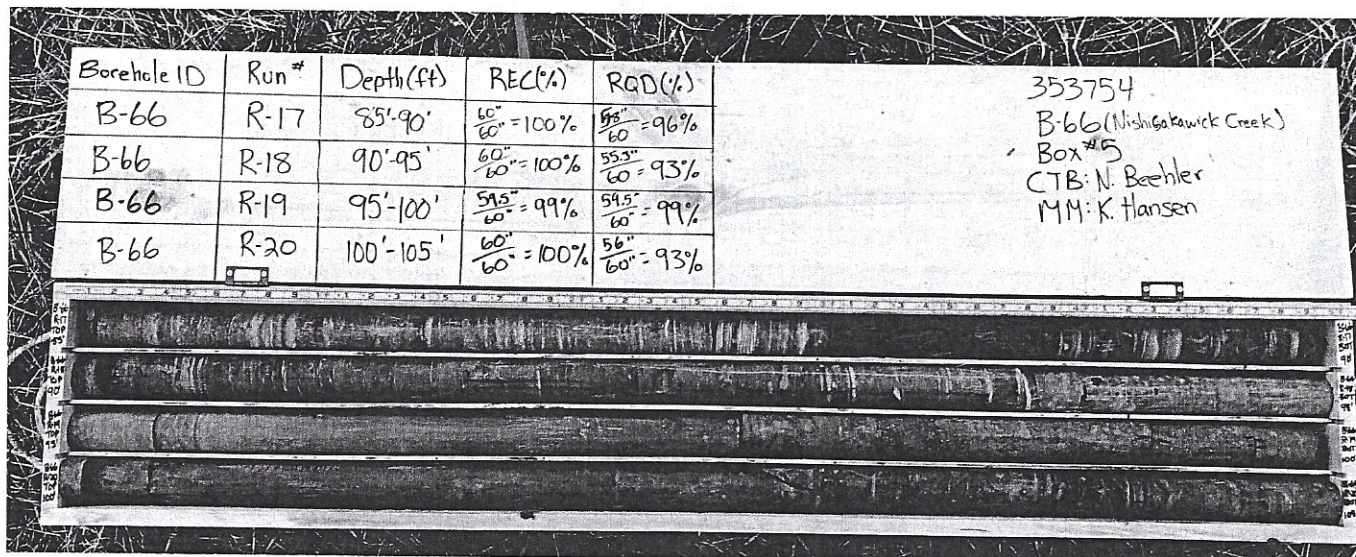 Borehole ID Run # Depth(ft) REC(%) RQD(%)
B-66 R-17 85'-90' 60"/60" = 100% 58"/60 = 96%
B-66 R-18 90'-95' 60"/60" = 100% 55.5"/60 = 93%
B-66 R-19 95'-100' 59.5"/60" = 99% 59.5"/60" = 99%
B-66 R-20 100'-105' 60"/60" = 100% 56"/60" = 93%
353754
B-66 (Nishisakawick Creek)
Box #5
CTB: N. Beehler
MM: K. Hansen